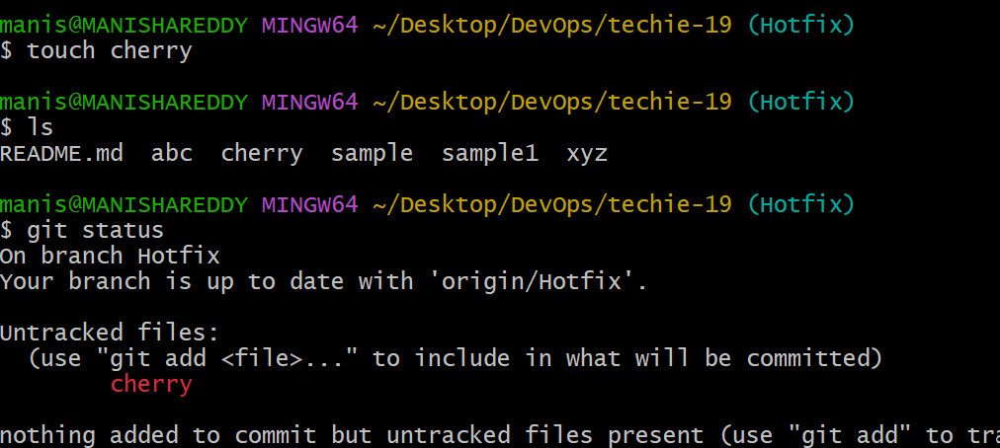 manis@MANISHAREDDY MINGW64 ~/Desktop/DevOps/techie-19 (Hotfix)
$ touch cherry
manis@MANISHAREDDY MINGW64 ~/Desktop/DevOps/techie-19 (Hotfix)
$ ls
README.md  abc  cherry  sample  sample1  xyz
manis@MANISHAREDDY MINGW64 ~/Desktop/DevOps/techie-19 (Hotfix)
$ git status
On branch Hotfix
Your branch is up to date with 'origin/Hotfix'.
Untracked files:
  (use "git add <file>..." to include in what will be committed)
        cherry
nothing added to commit but untracked files present (use "git add" to